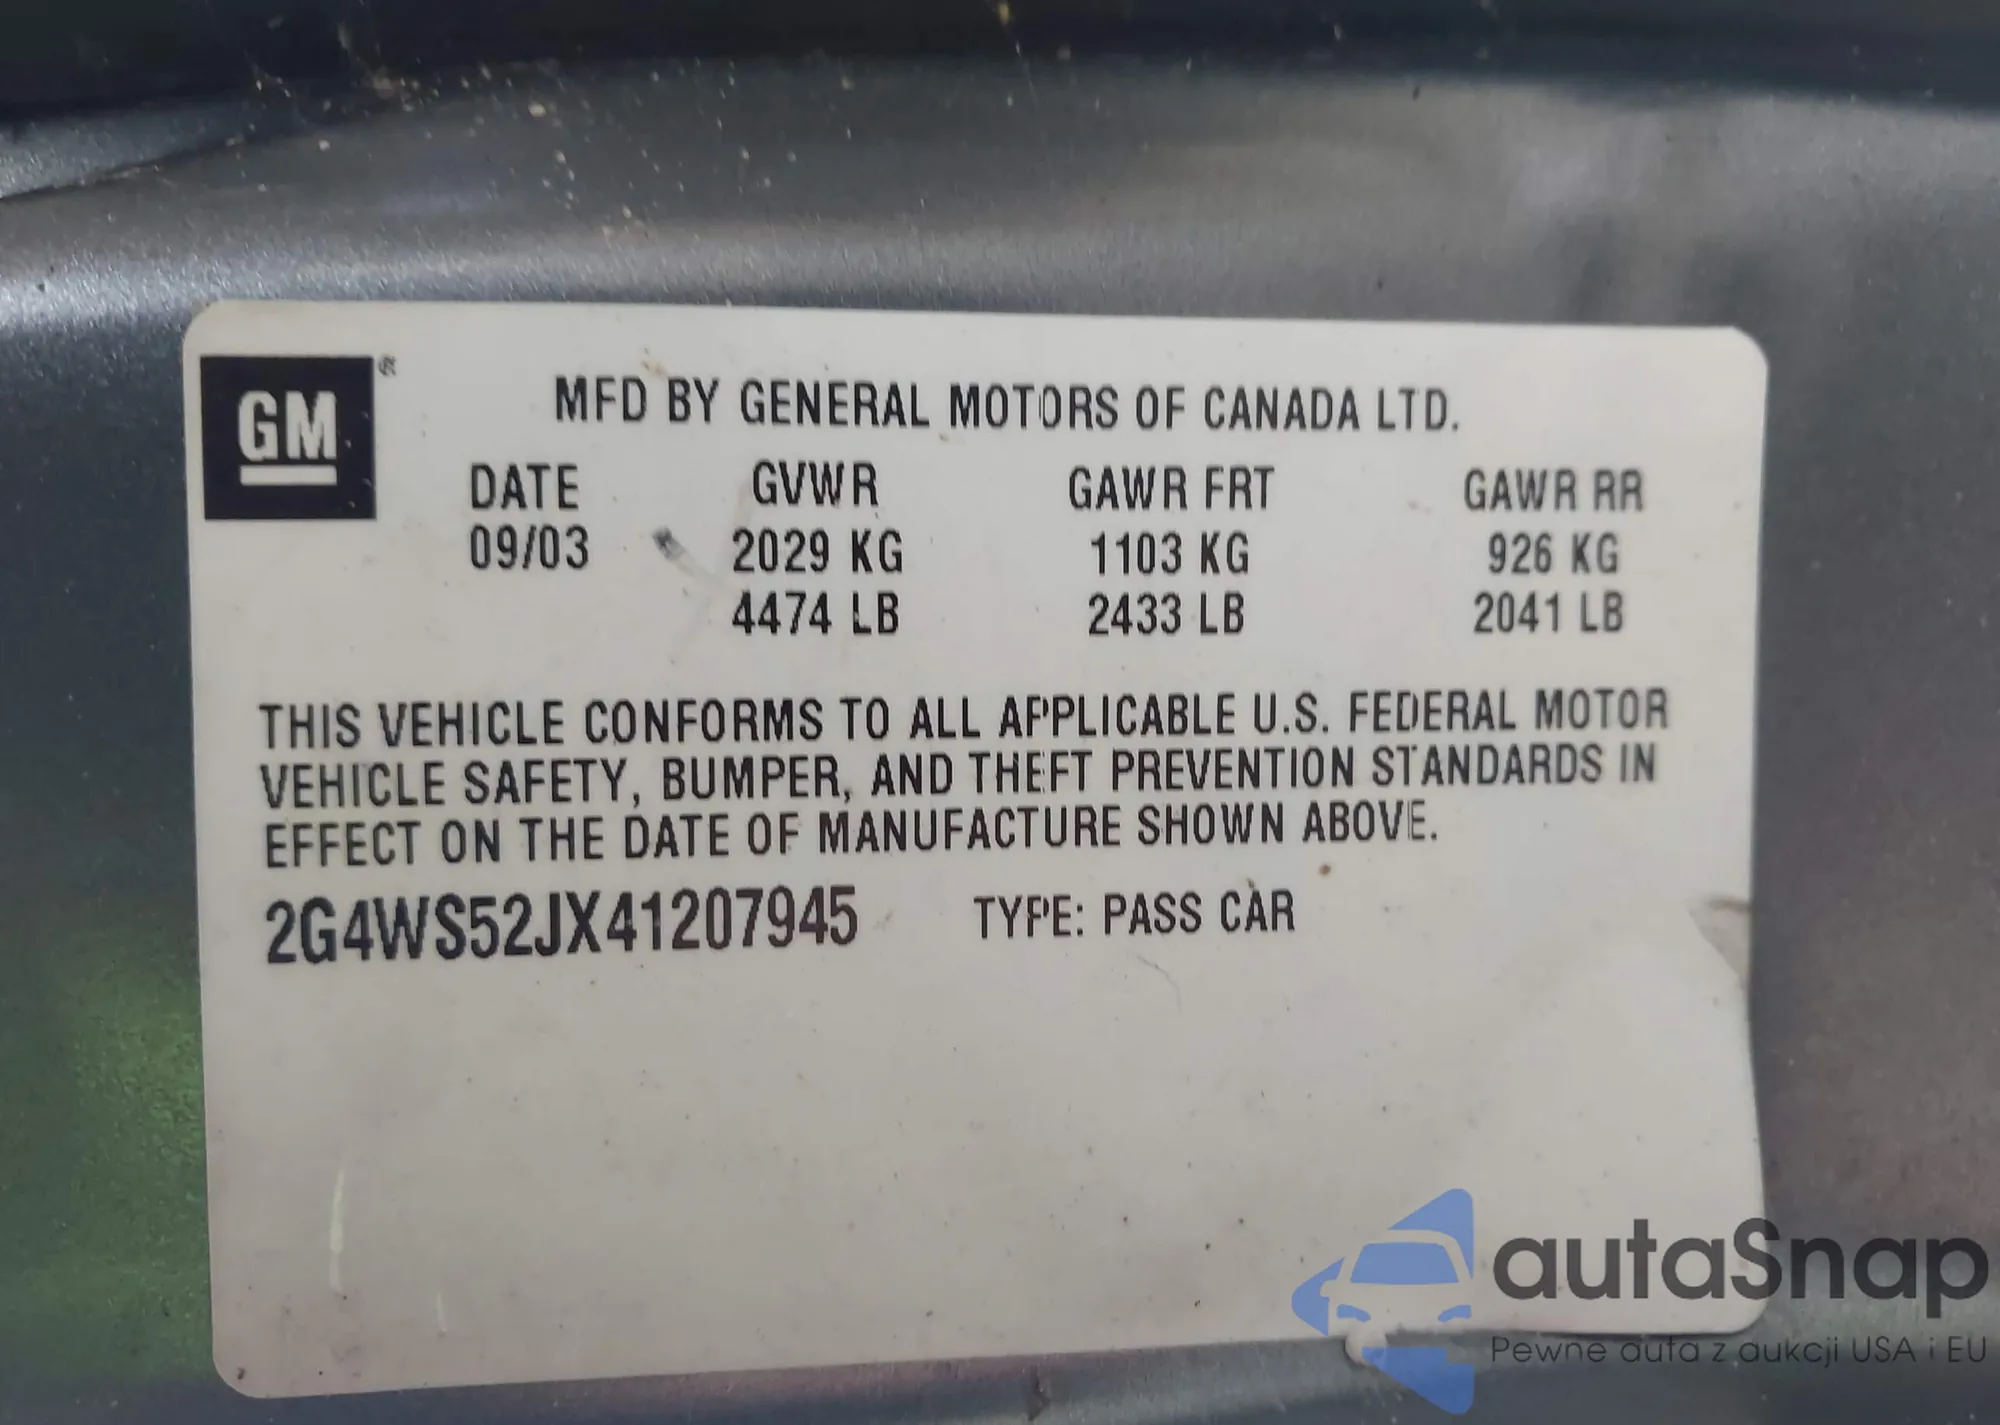 GM
MFD BY GENERAL MOTORS OF CANADA LTD.
DATE GVWR GAWR FRT GAWR RR
09/03 2029 KG 1103 KG 926 KG
4474 LB 2433 LB 2041 LB
THIS VEHICLE CONFORMS TO ALL APPLICABLE U.S. FEDERAL MOTOR
VEHICLE SAFETY, BUMPER, AND THEFT PREVENTION STANDARDS IN
EFFECT ON THE DATE OF MANUFACTURE SHOWN ABOVE.
2G4WS52JX41207945 TYPE: PASS CAR
autaSnap
Pewne auta z aukcji USA i EU